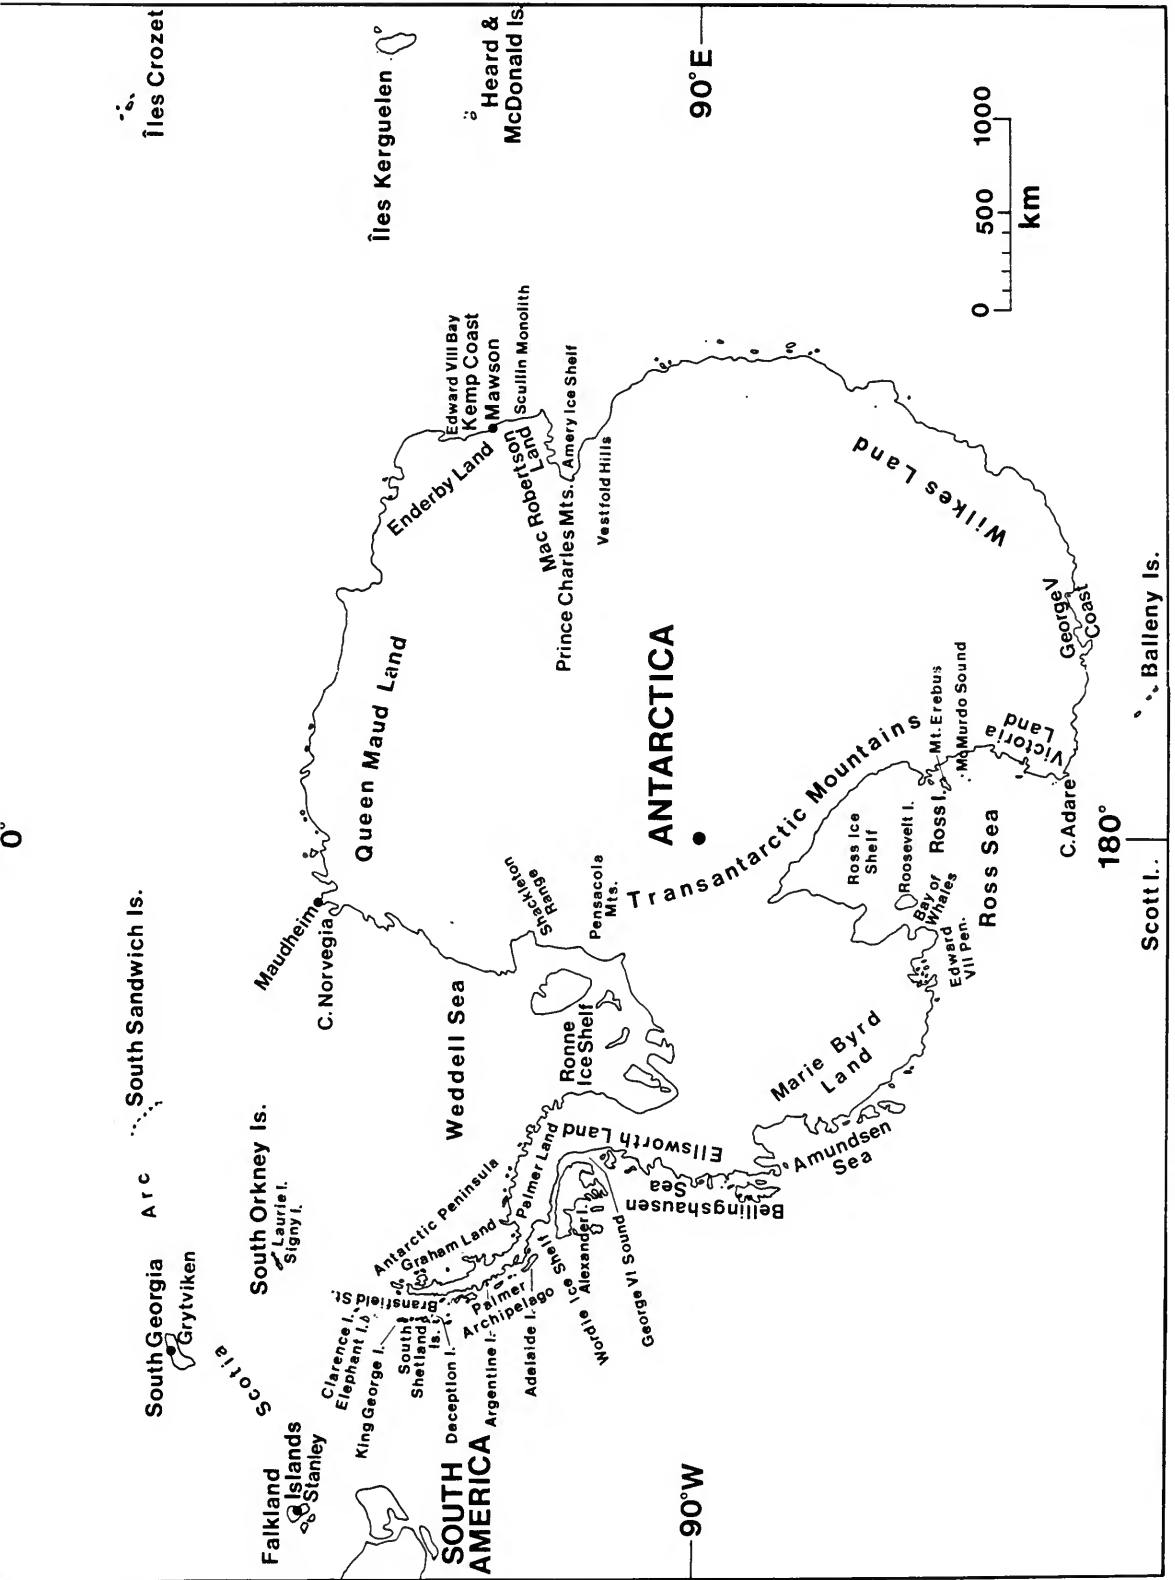 0°
Îles Crozet
Îles Kerguelen
Heard &
McDonald Is.
90°E
0 500 1000
km
South Sandwich Is.
Maudheim
C. Norvegia
Queen Maud Land
Enderby Land
Edward VIII Bay
Kemp Coast
Mawson
Scullin Monolith
Mac Robertson
Land
Amery Ice Shelf
Prince Charles Mts.
Vestfold Hills
Wilkes Land
George V
Coast
Balleny Is.
ANTARCTICA
Transantarctic Mountains
Shackleton
Range
Pensacola
Mts.
Mt. Erebus
McMurdo Sound
Victoria
Land
C. Adare
180°
Scott I.
Ross Ice
Shelf
Roosevelt I.
Ross I.
Bay of
Whales
Ross Sea
Edward
VII Pen.
Marie Byrd
Land
Amundsen
Sea
Weddell Sea
Ronne
Ice Shelf
Ellsworth Land
Bellingshausen
Sea
Antarctic Peninsula
Graham Land
Palmer Land
South Orkney Is.
Laurie I.
Signy I.
South Georgia
Grytviken
Scotia Arc
Clarence I.
Elephant I.
King George I.
Bransfield St.
South
Shetland
Is.
Deception I.
Argentine I.
Palmer
Archipelago
Adelaide I.
Wordie Ice Shelf
Alexander I.
George VI Sound
Falkland
Islands
Stanley
SOUTH
AMERICA
90°W